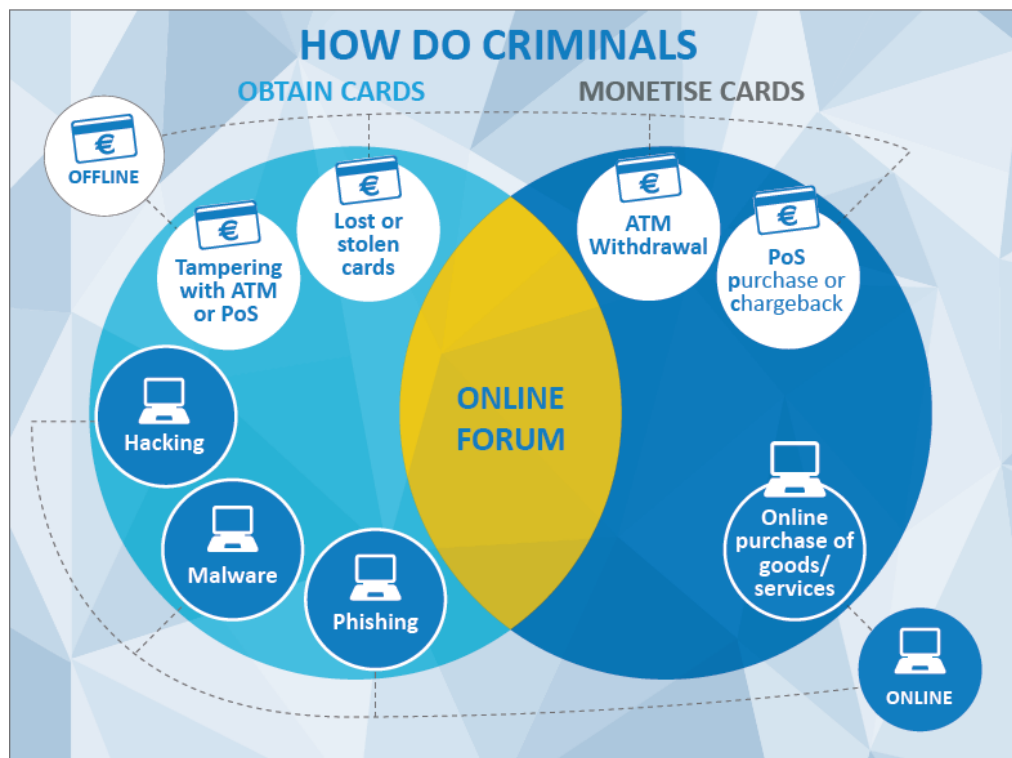 HOW DO CRIMINALS
OBTAIN CARDS
MONETISE CARDS
€
OFFLINE
€
Lost or
stolen
cards
€
Tampering
with ATM
or PoS
€
ATM
Withdrawal
€
PoS
purchase or
chargeback
Hacking
Malware
Phishing
ONLINE
FORUM
Online
purchase of
goods/
services
ONLINE